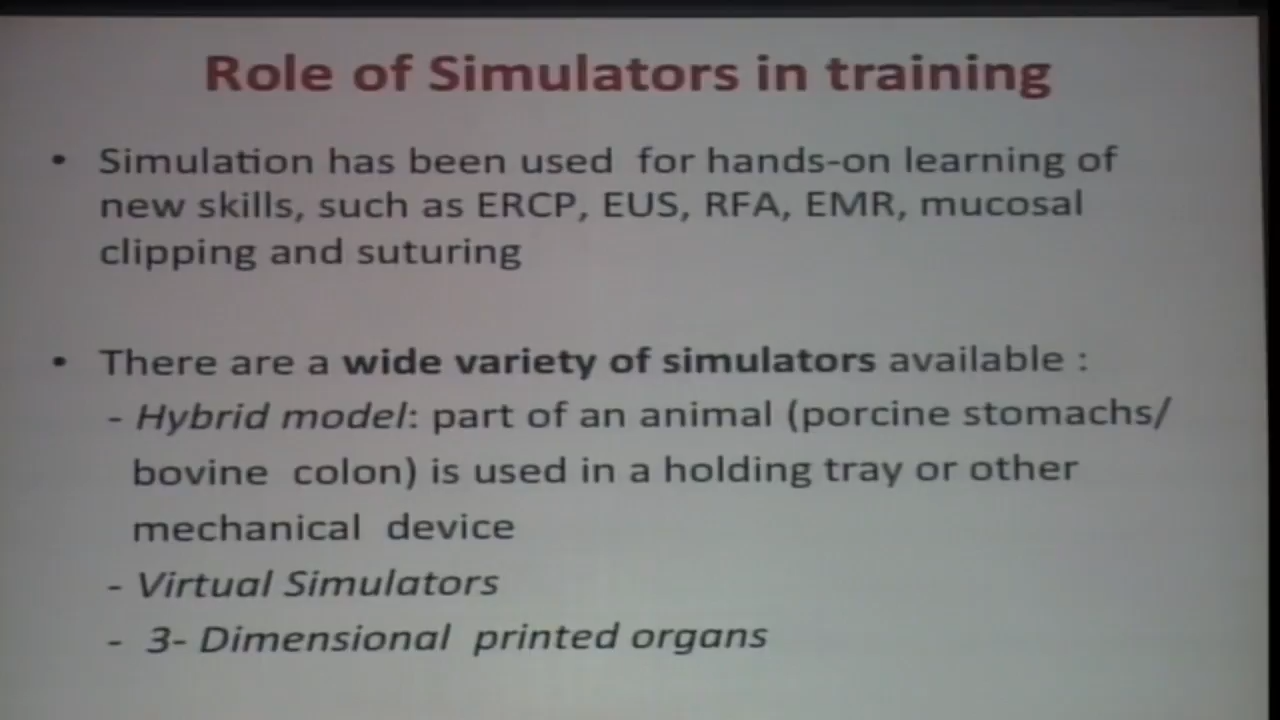 Role of Simulators in training
• Simulation has been used for hands-on learning of
new skills, such as ERCP, EUS, RFA, EMR, mucosal
clipping and suturing
• There are a wide variety of simulators available :
- Hybrid model: part of an animal (porcine stomachs/
bovine colon) is used in a holding tray or other
mechanical device
- Virtual Simulators
- 3- Dimensional printed organs